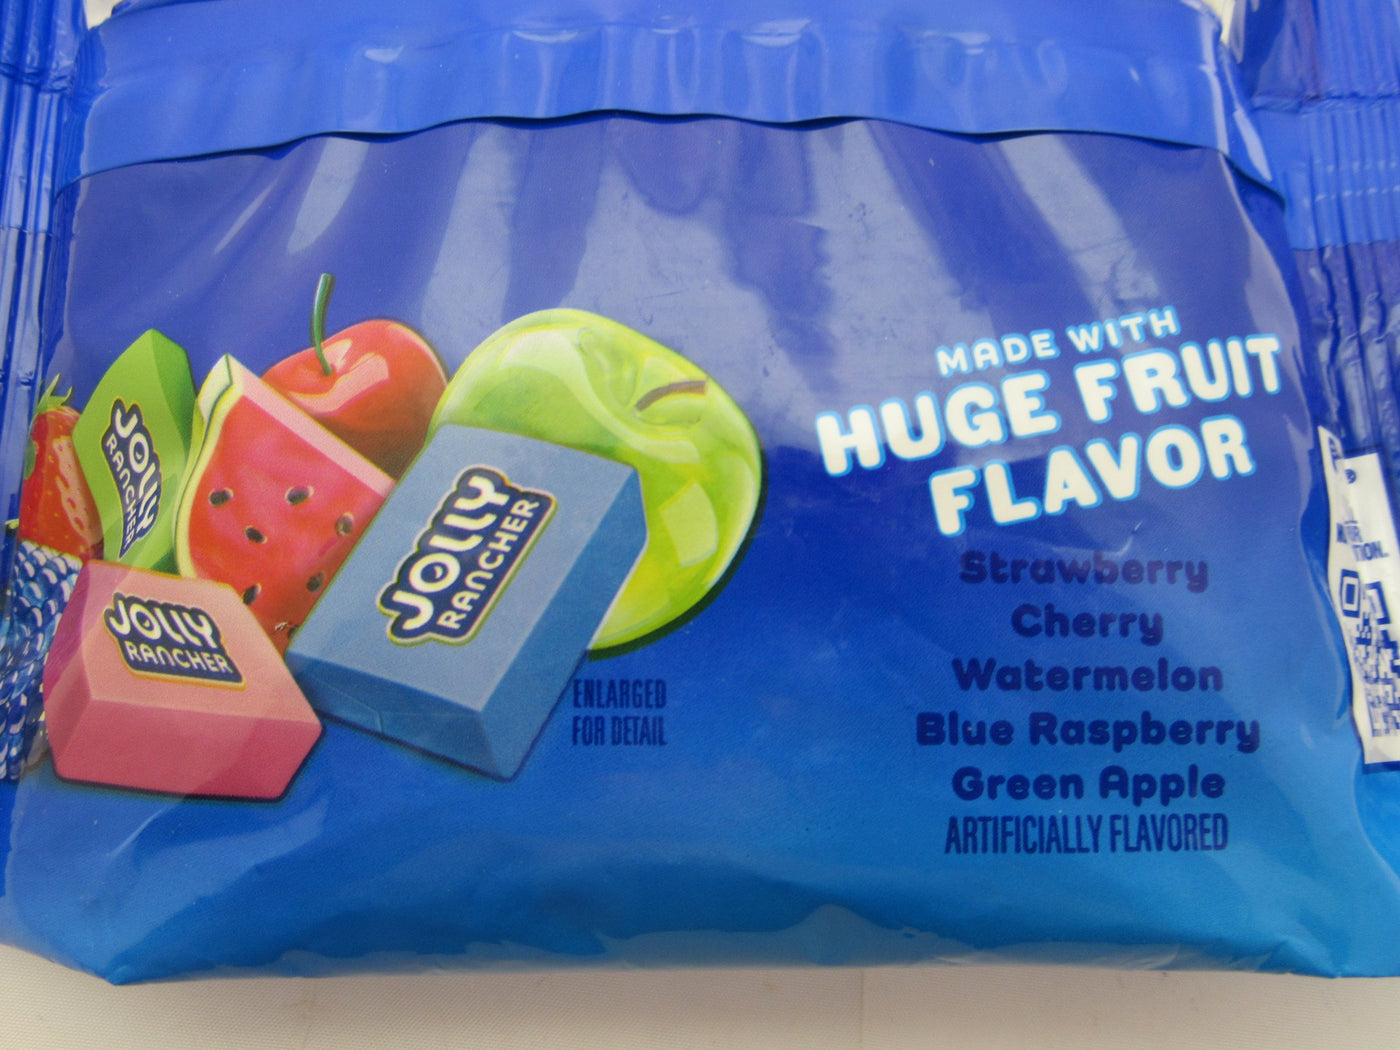 JOLLY
RANCHER
JOLLY
RANCHER
JOLLY
RANCHER
ENLARGED
FOR DETAIL
MADE WITH
HUGE FRUIT
FLAVOR
Strawberry
Cherry
Watermelon
Blue Raspberry
Green Apple
ARTIFICIALLY FLAVORED